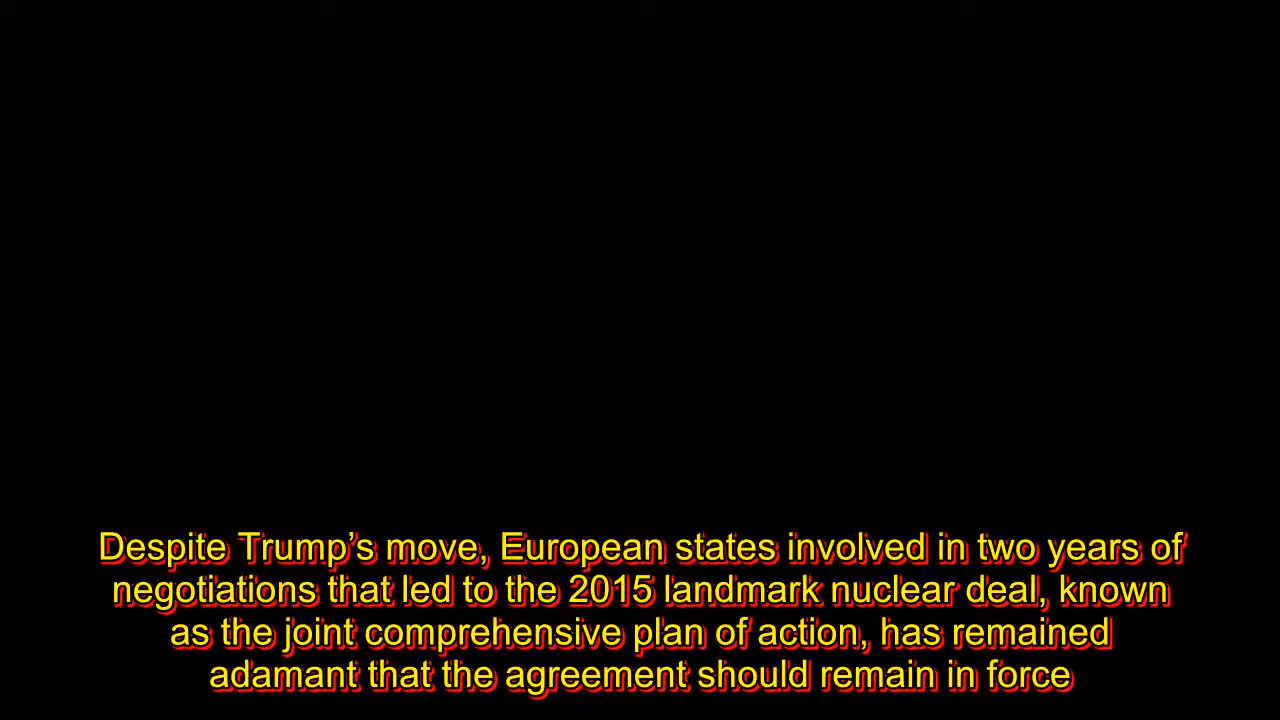 Despite Trump’s move, European states involved in two years of
negotiations that led to the 2015 landmark nuclear deal, known
as the joint comprehensive plan of action, has remained
adamant that the agreement should remain in force